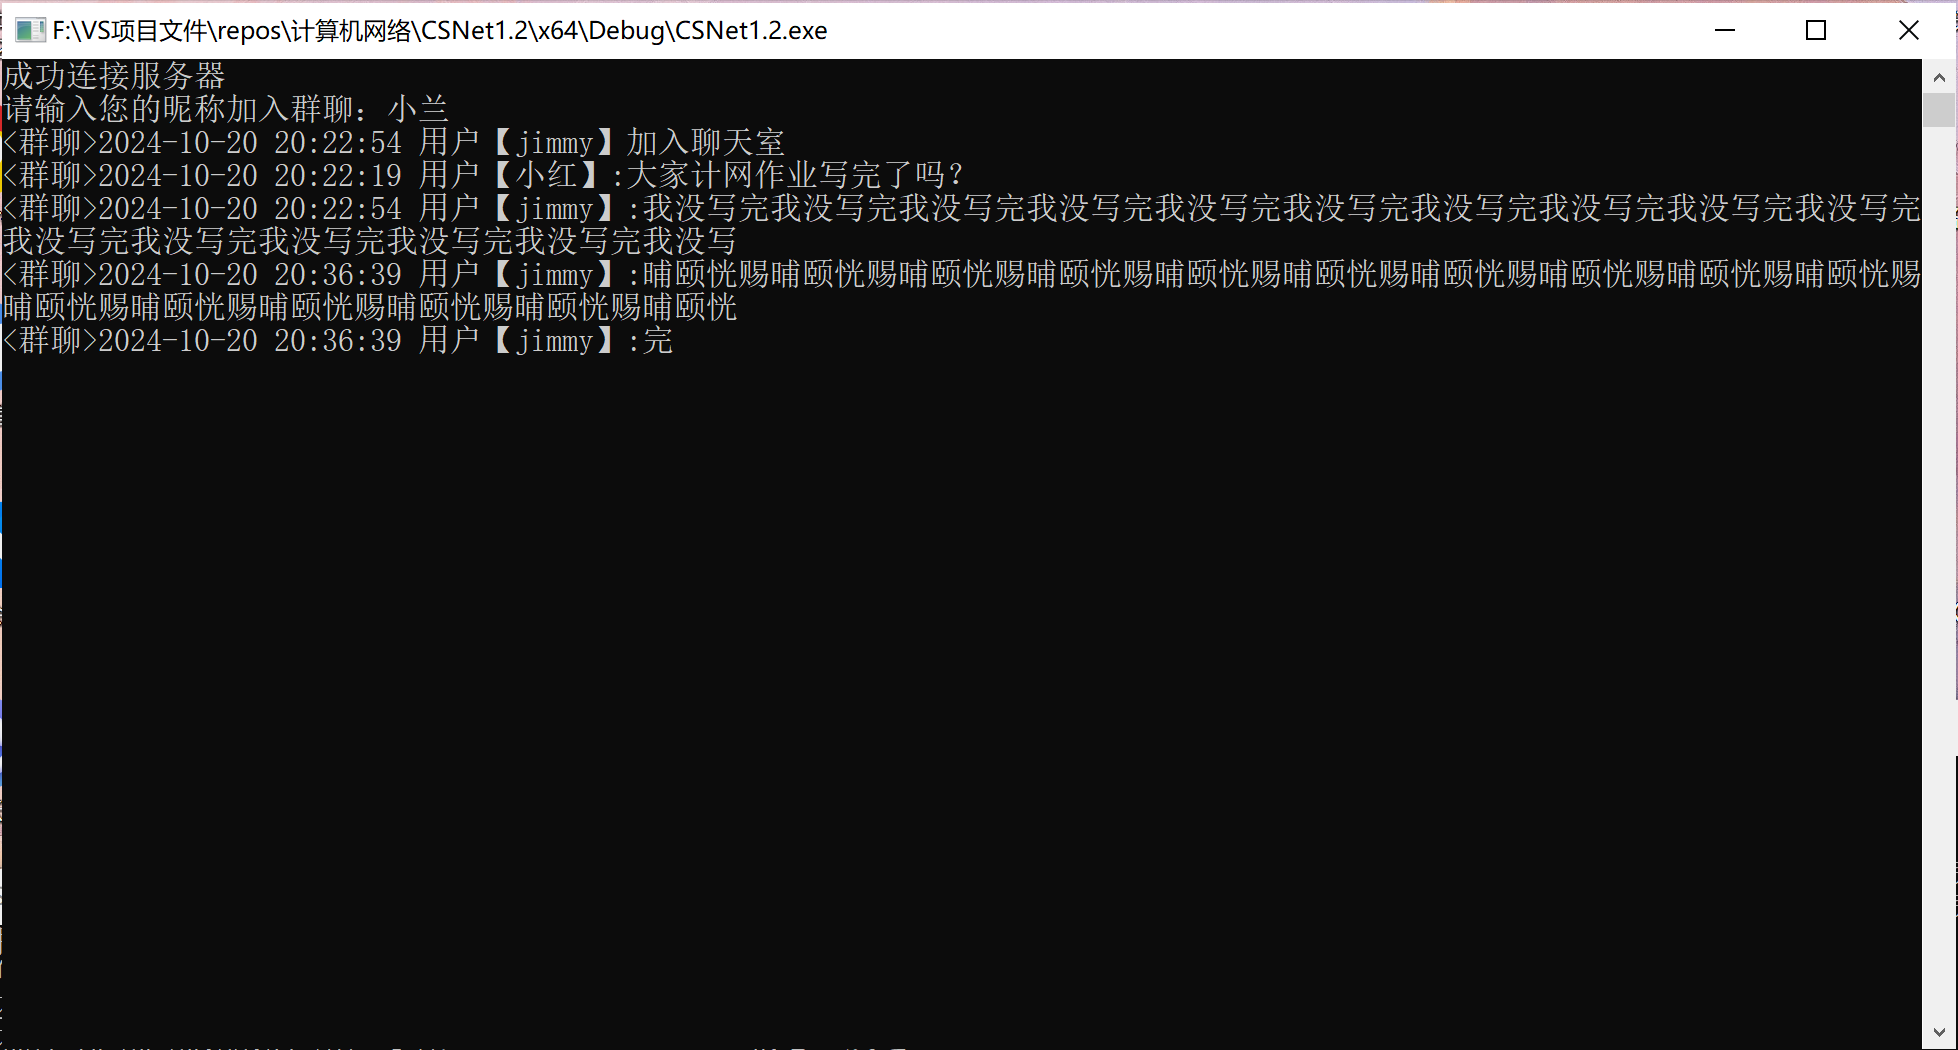 F:\VS项目文件\repos\计算机网络\CSNet1.2\x64\Debug\CSNet1.2.exe
成功连接服务器
请输入您的昵称加入群聊：小兰
<群聊>2024-10-20 20:22:54 用户【jimmy】加入聊天室
<群聊>2024-10-20 20:22:19 用户【小红】:大家计网作业写完了吗？
<群聊>2024-10-20 20:22:54 用户【jimmy】:我没写完我没写完我没写完我没写完我没写完我没写完我没写完我没写完我没写完我没写完
我没写完我没写完我没写完我没写完我没写完我没写
<群聊>2024-10-20 20:36:39 用户【jimmy】:晡颐恍赐晡颐恍赐晡颐恍赐晡颐恍赐晡颐恍赐晡颐恍赐晡颐恍赐晡颐恍赐晡颐恍赐晡颐恍赐
晡颐恍赐晡颐恍赐晡颐恍赐晡颐恍赐晡颐恍赐晡颐恍
<群聊>2024-10-20 20:36:39 用户【jimmy】:完